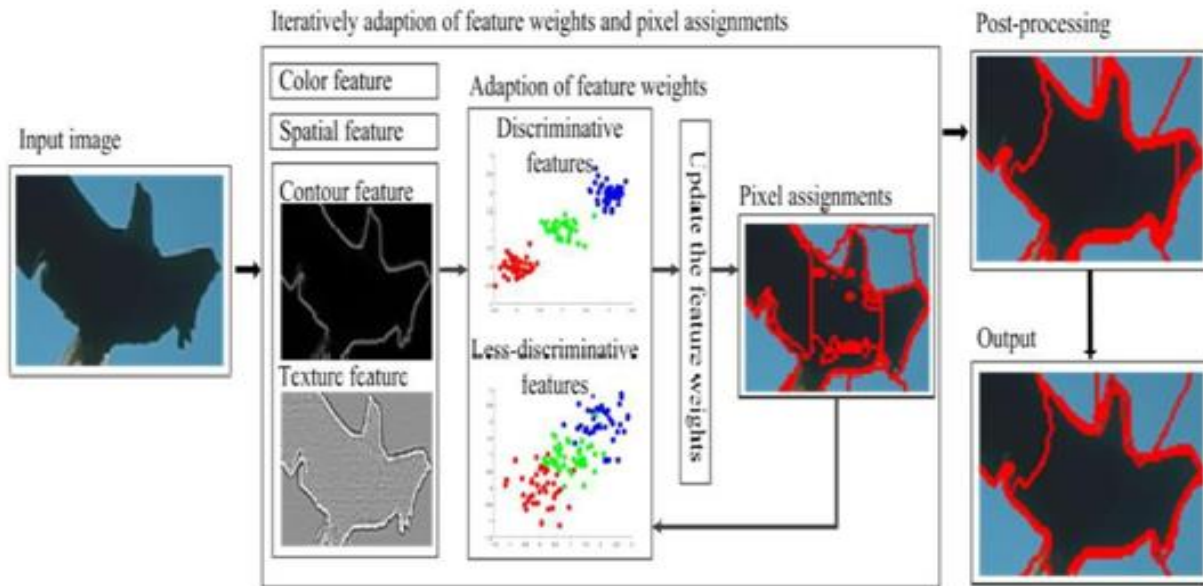 Iteratively adaption of feature weights and pixel assignments
Post-processing
Input image
Color feature
Spatial feature
Contour feature
Texture feature
Adaption of feature weights
Discriminative
features
Less-discriminative
features
Update the feature weights
Pixel assignments
Output